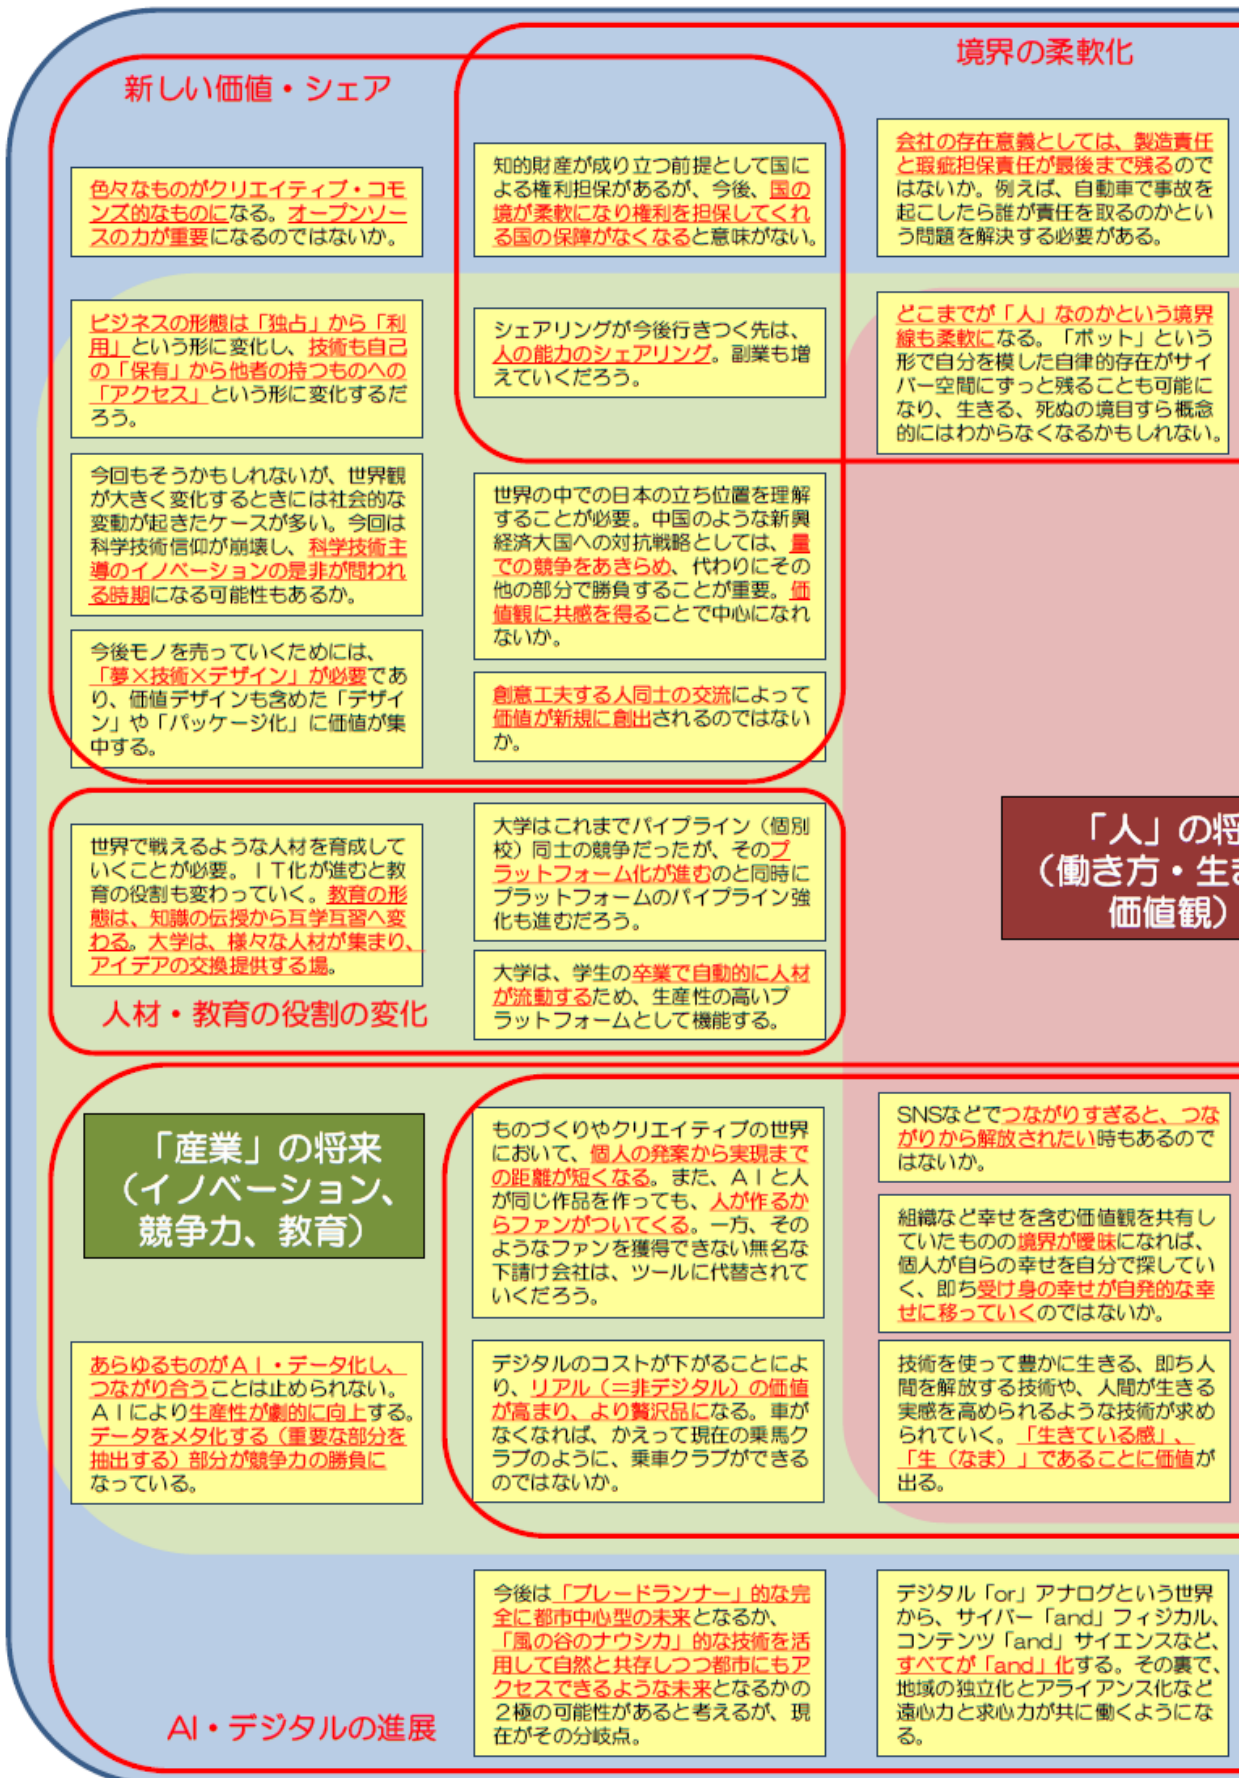 境界の柔軟化
新しい価値・シェア
色々なものがクリエイティブ・コモ
ンズ的なものになる。オープンソー
スの力が重要になるのではないか。
知的財産が成り立つ前提として国に
よる権利担保があるが、今後、国の
境が柔軟になり権利を担保してくれ
る国の保障がなくなると意味がない。
会社の存在意義としては、製造責任
と瑕疵担保責任が最後まで残るので
はないか。例えば、自動車で事故を
起こしたら誰が責任を取るのかとい
う問題を解決する必要がある。
ビジネスの形態は「独占」から「利
用」という形に変化し、技術も自己
の「保有」から他者の持つものへの
「アクセス」という形に変化するだ
ろう。
シェアリングが今後行きつく先は、
人の能力のシェアリング。副業も増
えていくだろう。
どこまでが「人」なのかという境界
線も柔軟になる。「ボット」という
形で自分を模した自律的存在がサイ
バー空間にずっと残ることも可能に
なり、生きる、死ぬの境目すら概念
的にはわからなくなるかもしれない。
今回もそうかもしれないが、世界観
が大きく変化するときには社会的な
変動が起きたケースが多い。今回は
科学技術信仰が崩壊し、科学技術主
導のイノベーションの是非が問われ
る時期になる可能性もあるか。
世界の中での日本の立ち位置を理解
することが必要。中国のような新興
経済大国への対抗戦略としては、量
での競争をあきらめ、代わりにその
他の部分で勝負することが重要。価
値観に共感を得ることで中心になれ
ないか。
今後モノを売っていくためには、
「夢×技術×デザイン」が必要であ
り、価値デザインも含めた「デザイ
ン」や「パッケージ化」に価値が集
中する。
創意工夫する人同士の交流によって
価値が新規に創出されるのではない
か。
「人」の将
（働き方・生き
価値観）
世界で戦えるような人材を育成して
いくことが必要。ＩＴ化が進むと教
育の役割も変わっていく。教育の形
態は、知識の伝授から互学互習へ変
わる。大学は、様々な人材が集まり、
アイデアの交換提供する場。
大学はこれまでパイプライン（個別
校）同士の競争だったが、そのプ
ラットフォーム化が進むのと同時に
プラットフォームのパイプライン強
化も進むだろう。
大学は、学生の卒業で自動的に人材
が流動するため、生産性の高いプ
ラットフォームとして機能する。
人材・教育の役割の変化
「産業」の将来
（イノベーション、
競争力、教育）
ものづくりやクリエイティブの世界
において、個人の発案から実現まで
の距離が短くなる。また、ＡＩと人
が同じ作品を作っても、人が作るか
らファンがついてくる。一方、その
ようなファンを獲得できない無名な
下請け会社は、ツールに代替されて
いくだろう。
SNSなどでつながりすぎると、つな
がりから解放されたい時もあるので
はないか。
組織など幸せを含む価値観を共有し
ていたものの境界が曖昧になれば、
個人が自らの幸せを自分で探してい
く、即ち受け身の幸せが自発的な幸
せに移っていくのではないか。
あらゆるものがＡＩ・データ化し、
つながり合うことは止められない。
ＡＩにより生産性が劇的に向上する。
データをメタ化する（重要な部分を
抽出する）部分が競争力の勝負に
なっている。
デジタルのコストが下がることによ
り、リアル（＝非デジタル）の価値
が高まり、より贅沢品になる。車が
なくなれば、かえって現在の乗馬ク
ラブのように、乗車クラブができる
のではないか。
技術を使って豊かに生きる、即ち人
間を解放する技術や、人間が生きる
実感を高められるような技術が求め
られていく。「生きている感」、
「生（なま）」であることに価値が
出る。
今後は「ブレードランナー」的な完
全に都市中心型の未来となるか、
「風の谷のナウシカ」的な技術を活
用して自然と共存しつつ都市にもア
クセスできるような未来となるかの
２極の可能性があると考えるが、現
在がその分岐点。
デジタル「or」アナログという世界
から、サイバー「and」フィジカル、
コンテンツ「and」サイエンスなど、
すべてが「and」化する。その裏で、
地域の独立化とアライアンス化など
遠心力と求心力が共に働くようにな
る。
AI・デジタルの進展